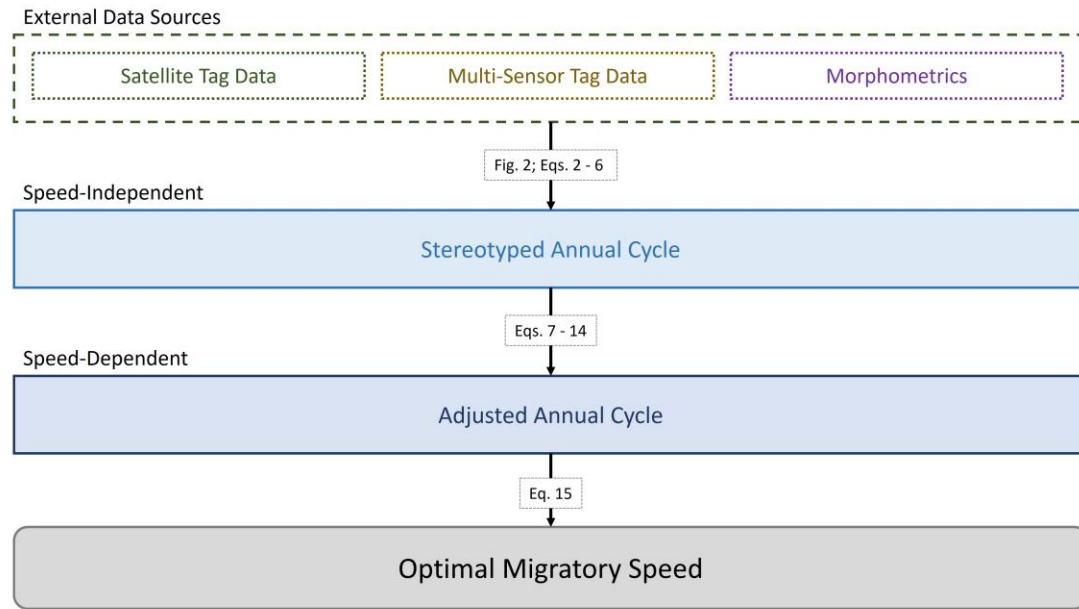 External Data Sources
Satellite Tag Data
Multi-Sensor Tag Data
Morphometrics
Fig. 2; Eqs. 2 - 6
Speed-Independent
Stereotyped Annual Cycle
Eqs. 7 - 14
Speed-Dependent
Adjusted Annual Cycle
Eq. 15
Optimal Migratory Speed